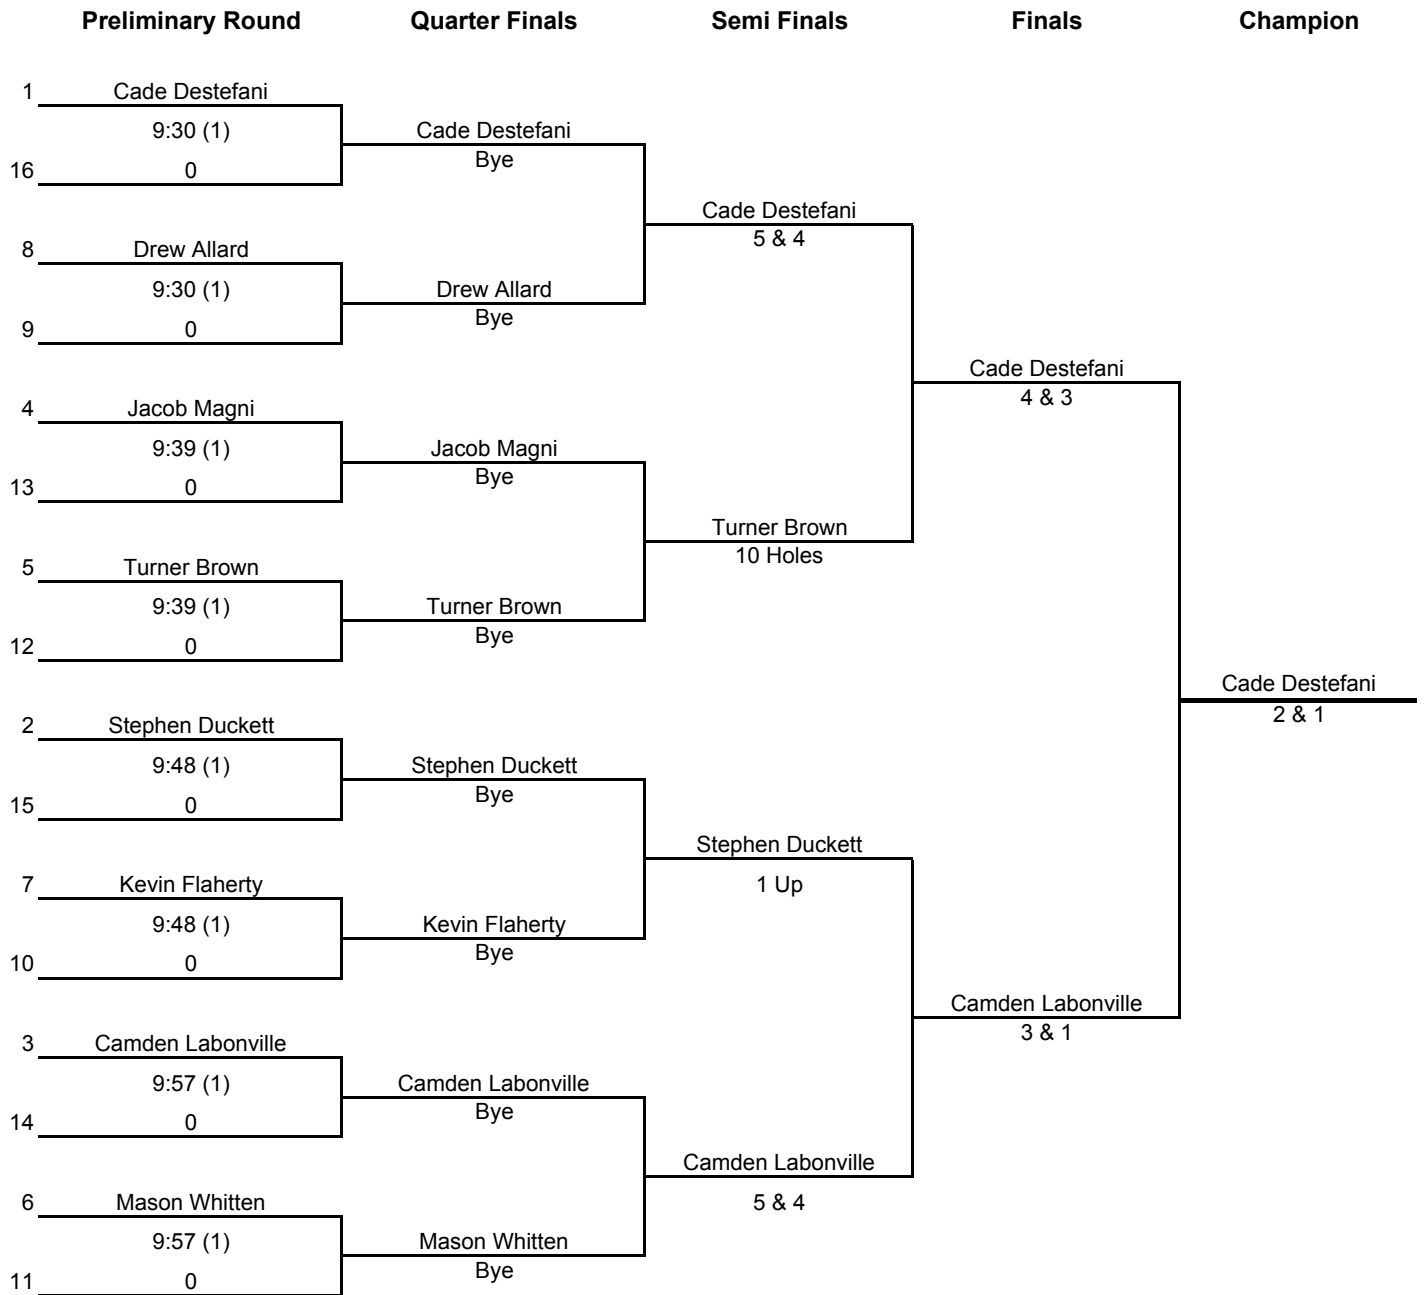 Preliminary Round Quarter Finals Semi Finals Finals Champion
1 Cade Destefani
9:30 (1) Cade Destefani
16 0 Bye
Cade Destefani
5 & 4
8 Drew Allard
9:30 (1) Drew Allard
9 0 Bye
Cade Destefani
4 & 3
4 Jacob Magni
9:39 (1) Jacob Magni
13 0 Bye
Turner Brown
10 Holes
5 Turner Brown
9:39 (1) Turner Brown
12 0 Bye
Cade Destefani
2 & 1
2 Stephen Duckett
9:48 (1) Stephen Duckett
15 0 Bye
Stephen Duckett
1 Up
7 Kevin Flaherty
9:48 (1) Kevin Flaherty
10 0 Bye
Camden Labonville
3 & 1
3 Camden Labonville
9:57 (1) Camden Labonville
14 0 Bye
Camden Labonville
5 & 4
6 Mason Whitten
9:57 (1) Mason Whitten
11 0 Bye